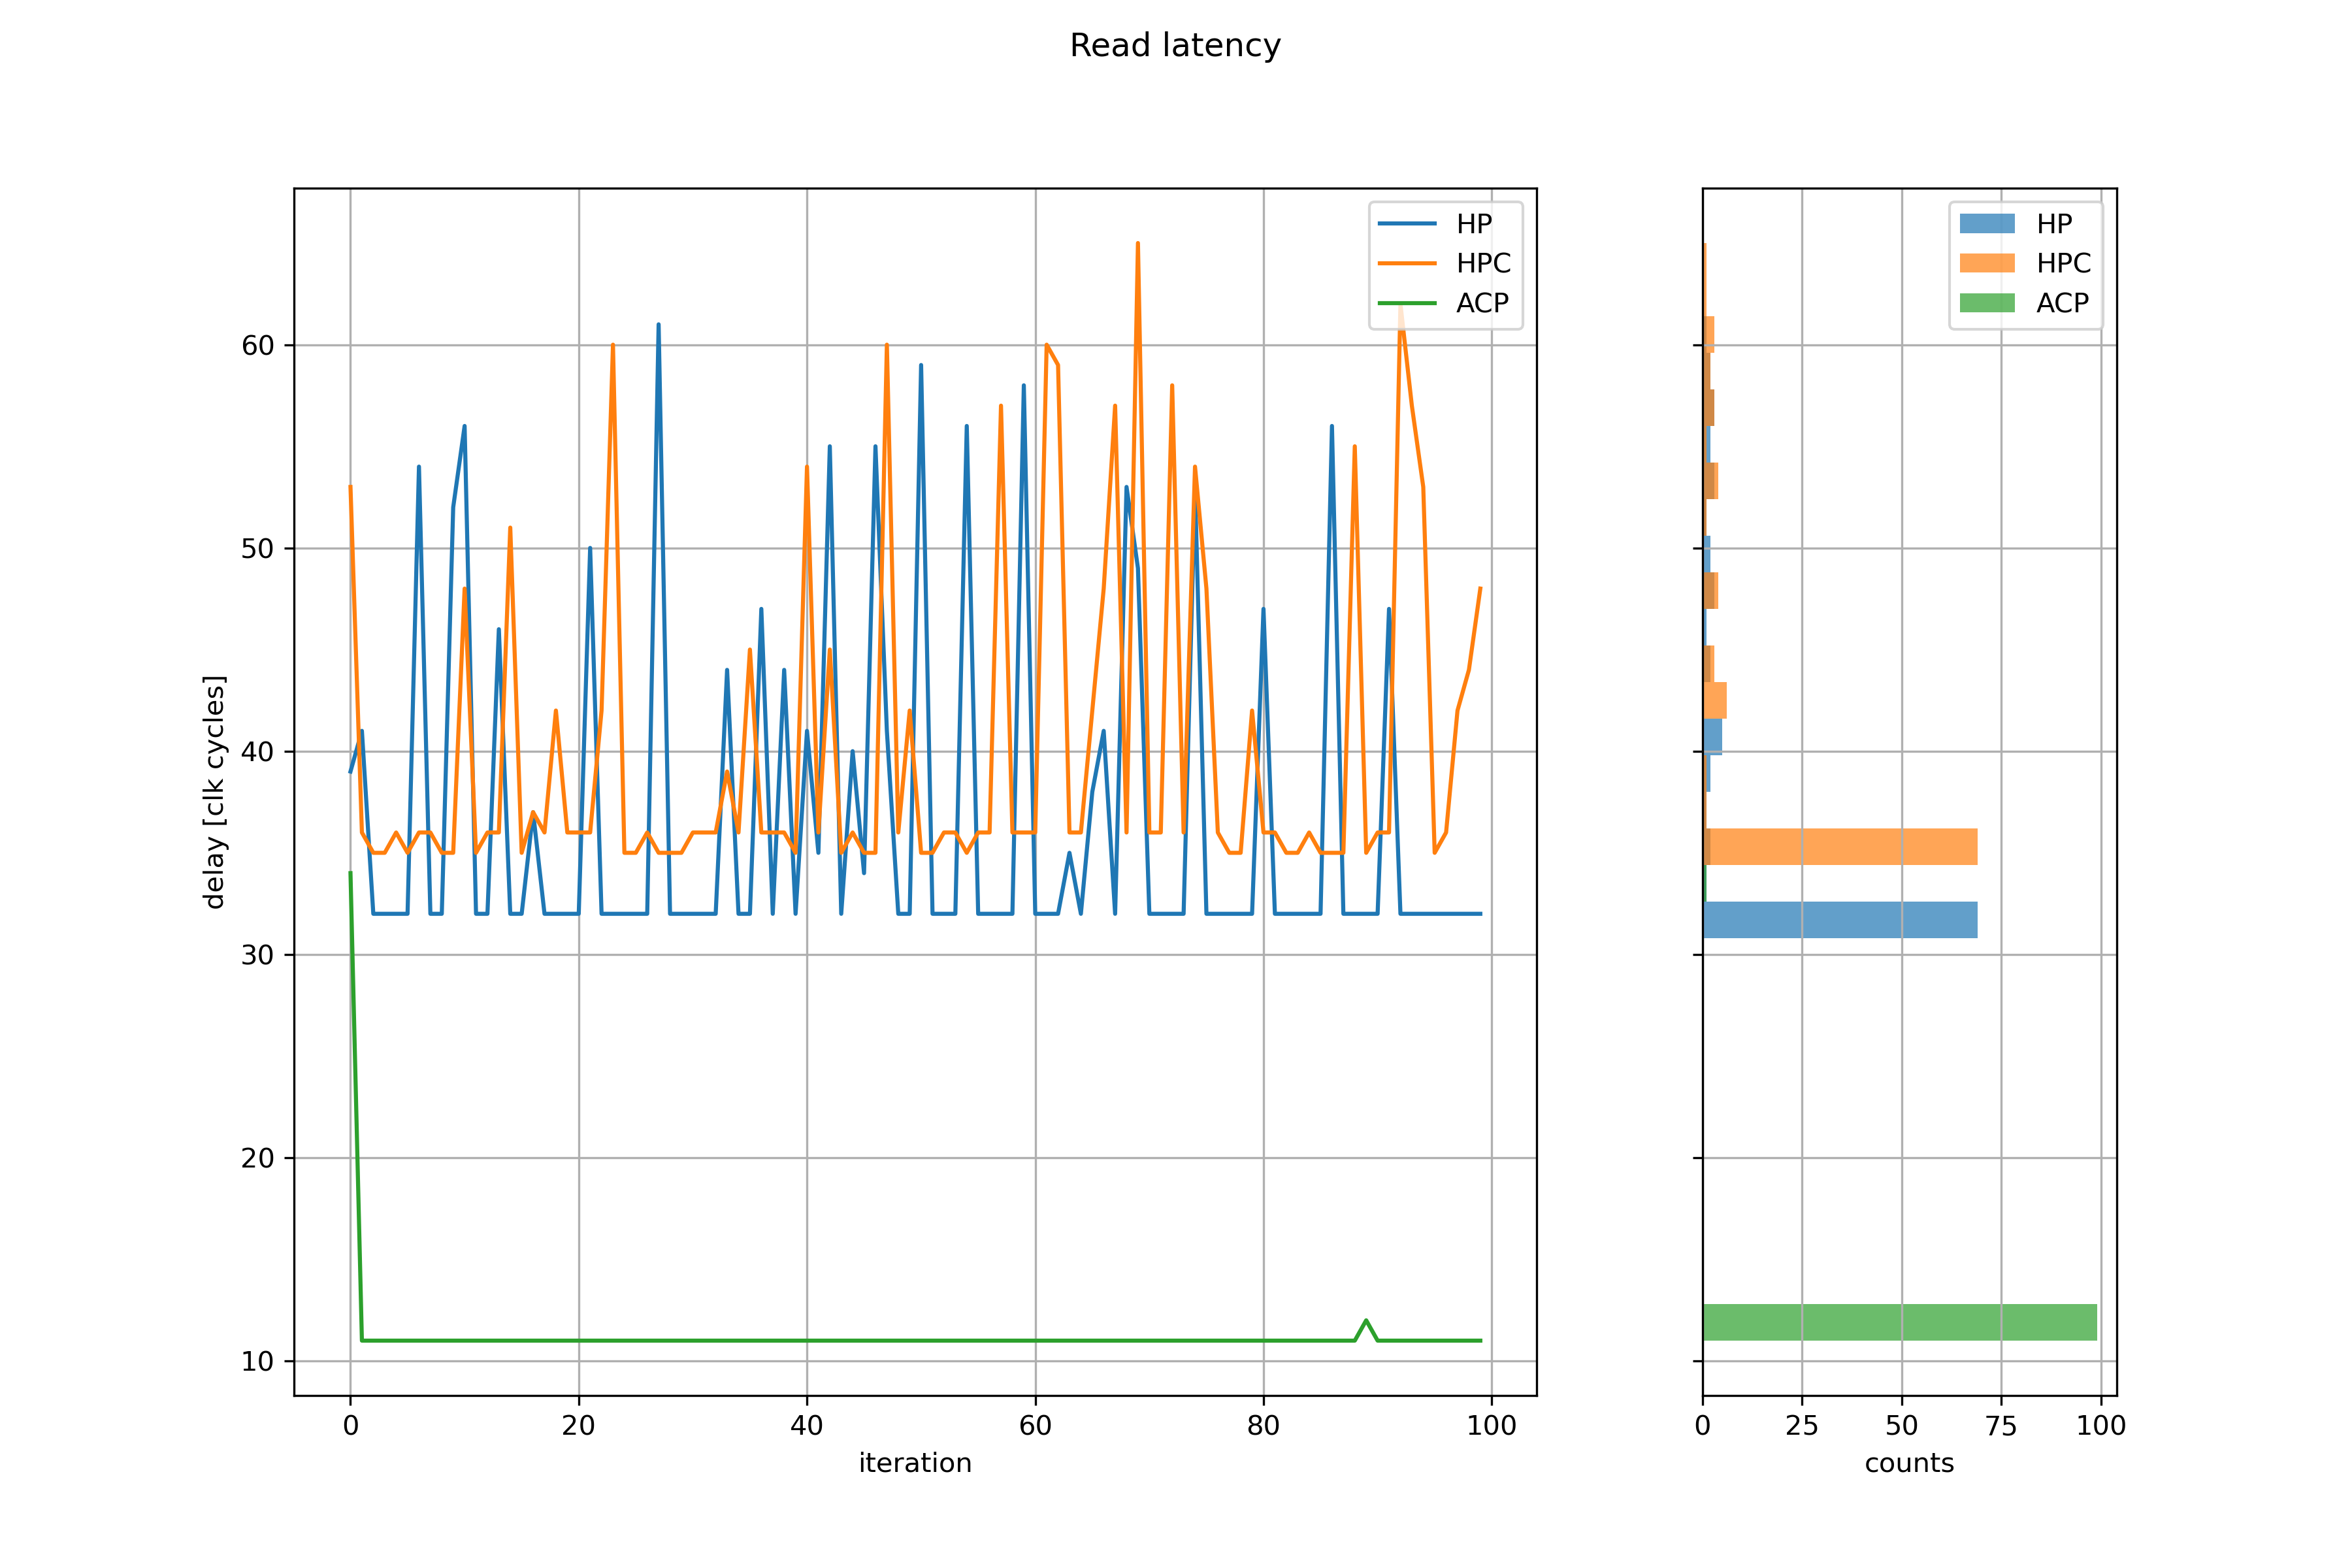 Read latency
HP
HPC
ACP
HP
HPC
ACP
60
50
40
30
20
10
delay [clk cycles]
0 20 40 60 80 100
iteration
0 25 50 75 100
counts